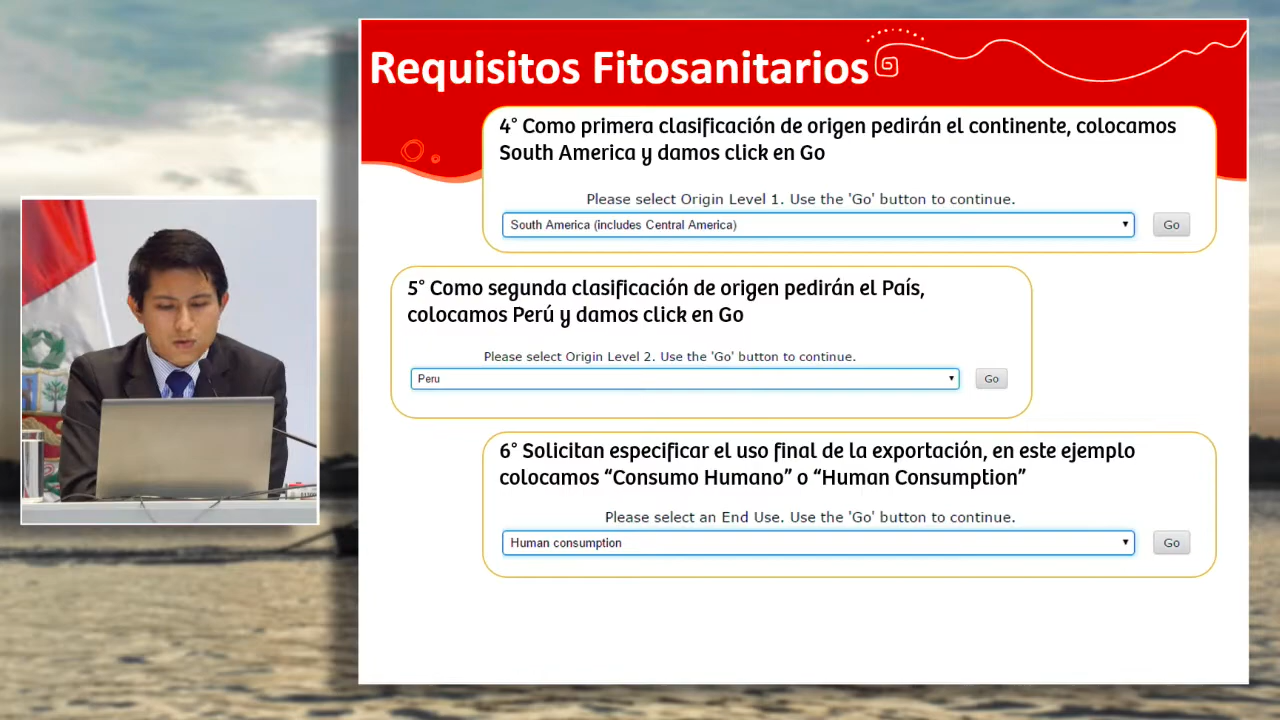 Requisitos Fitosanitarios
4° Como primera clasificación de origen pedirán el continente, colocamos
South America y damos click en Go
Please select Origin Level 1. Use the 'Go' button to continue.
South America (includes Central America)
Go
5° Como segunda clasificación de origen pedirán el País,
colocamos Perú y damos click en Go
Please select Origin Level 2. Use the 'Go' button to continue.
Peru
Go
6° Solicitan especificar el uso final de la exportación, en este ejemplo
colocamos “Consumo Humano” o “Human Consumption”
Please select an End Use. Use the 'Go' button to continue.
Human consumption
Go